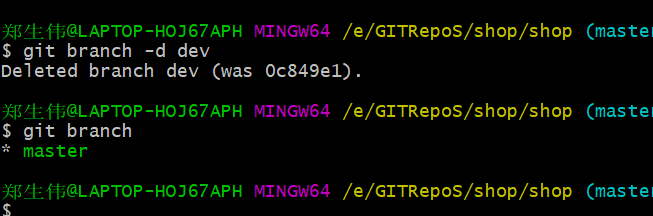 郑生伟@LAPTOP-HOJ67APH MINGW64 /e/GITRepoS/shop/shop (master
$ git branch -d dev
Deleted branch dev (was 0c849e1).
郑生伟@LAPTOP-HOJ67APH MINGW64 /e/GITRepoS/shop/shop (master
$ git branch
* master
郑生伟@LAPTOP-HOJ67APH MINGW64 /e/GITRepoS/shop/shop (master
$